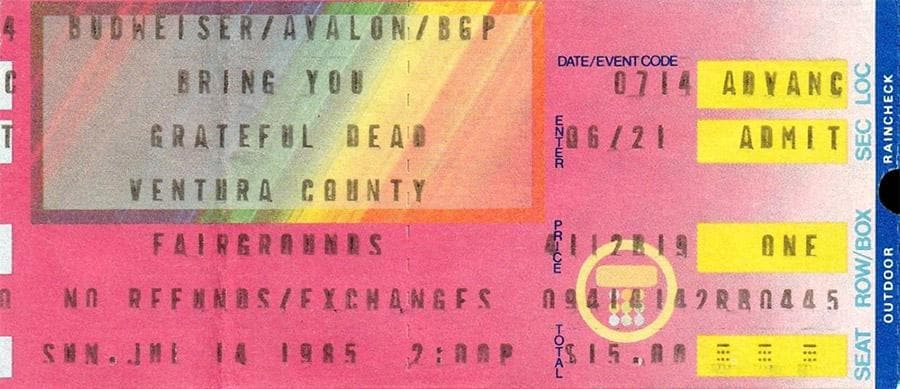 BUDWEISER/AVALON/BGP
BRING YOU
GRATEFUL DEAD
VENTURA COUNTY
FAIRGROUNDS
NO REFUNDS/EXCHANGES
SUN. JUL 14 1985 2:00P
DATE/EVENT CODE
0714 ADVANC
ENTER
06/21 ADMIT
PRICE
ONE
TOTAL
$15.00
SEC LOC
ROW/BOX
SEAT
RAINCHECK
OUTDOOR